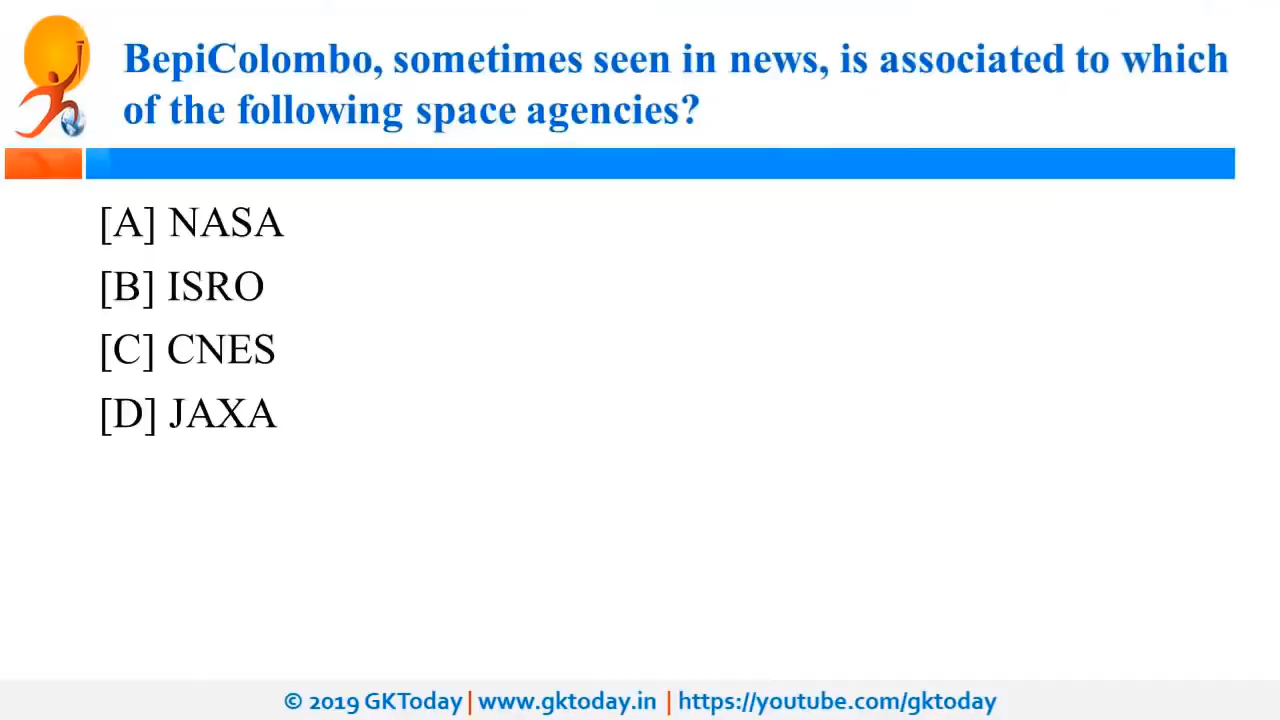 BepiColombo, sometimes seen in news, is associated to which
of the following space agencies?
[A] NASA
[B] ISRO
[C] CNES
[D] JAXA
© 2019 GKToday | www.gktoday.in | https://youtube.com/gktoday